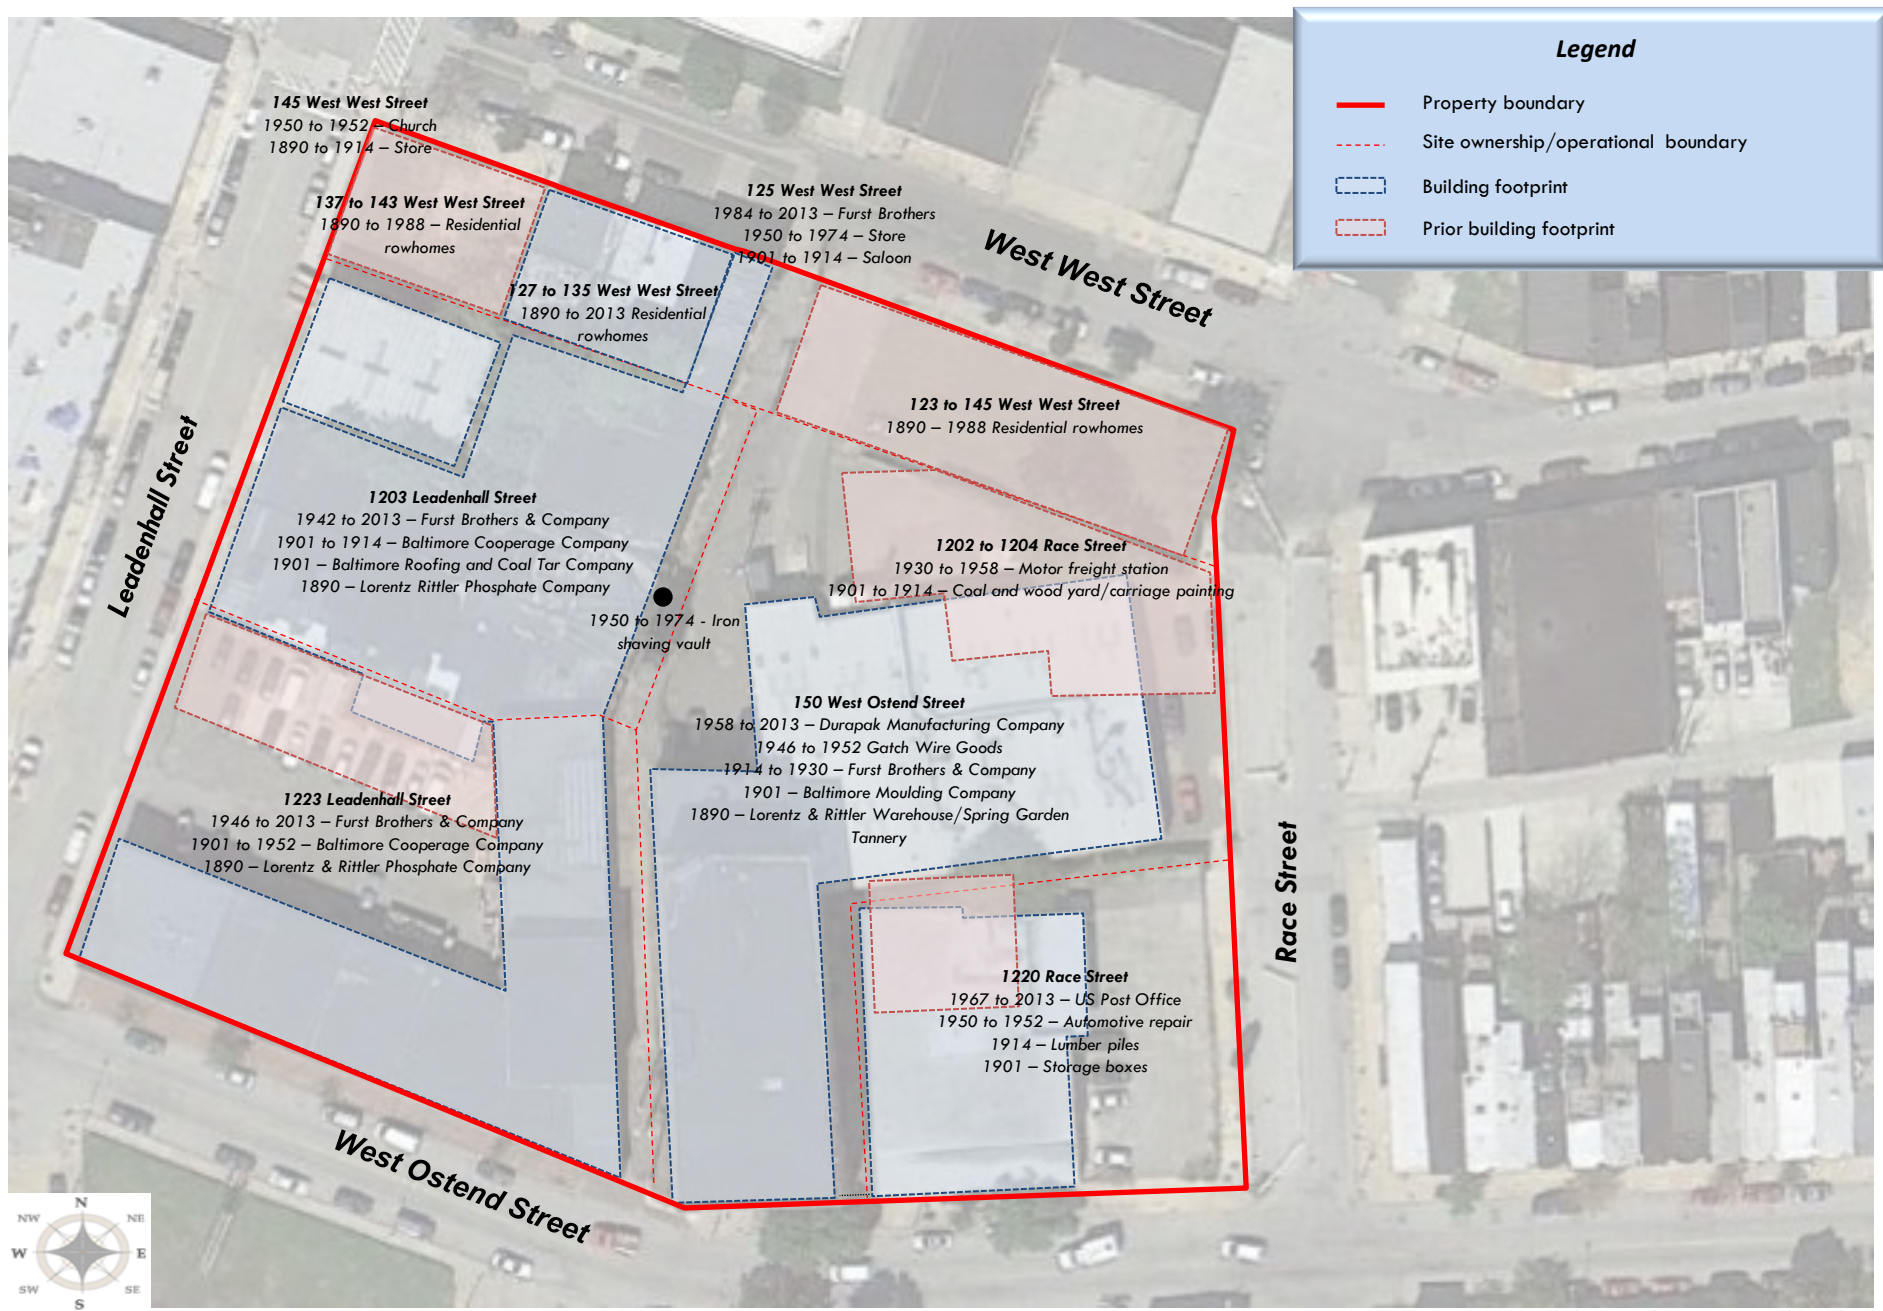 Legend
Property boundary
Site ownership/operational boundary
Building footprint
Prior building footprint
145 West West Street
1950 to 1952 – Church
1890 to 1914 – Store
137 to 143 West West Street
1890 to 1988 – Residential
rowhomes
125 West West Street
1984 to 2013 – Furst Brothers
1950 to 1974 – Store
1901 to 1914 – Saloon
West West Street
127 to 135 West West Street
1890 to 2013 Residential
rowhomes
123 to 145 West West Street
1890 – 1988 Residential rowhomes
Leadenhall Street
1203 Leadenhall Street
1942 to 2013 – Furst Brothers & Company
1901 to 1914 – Baltimore Cooperage Company
1901 – Baltimore Roofing and Coal Tar Company
1890 – Lorentz Rittler Phosphate Company
1202 to 1204 Race Street
1930 to 1958 – Motor freight station
1901 to 1914 – Coal and wood yard/carriage painting
1950 to 1974 - Iron
shaving vault
150 West Ostend Street
1958 to 2013 – Durapak Manufacturing Company
1946 to 1952 Gatch Wire Goods
1914 to 1930 – Furst Brothers & Company
1901 – Baltimore Moulding Company
1890 – Lorentz & Rittler Warehouse/Spring Garden
Tannery
1223 Leadenhall Street
1946 to 2013 – Furst Brothers & Company
1901 to 1952 – Baltimore Cooperage Company
1890 – Lorentz & Rittler Phosphate Company
Race Street
1220 Race Street
1967 to 2013 – US Post Office
1950 to 1952 – Automotive repair
1914 – Lumber piles
1901 – Storage boxes
West Ostend Street
N
NW
NE
W
E
SW
SE
S